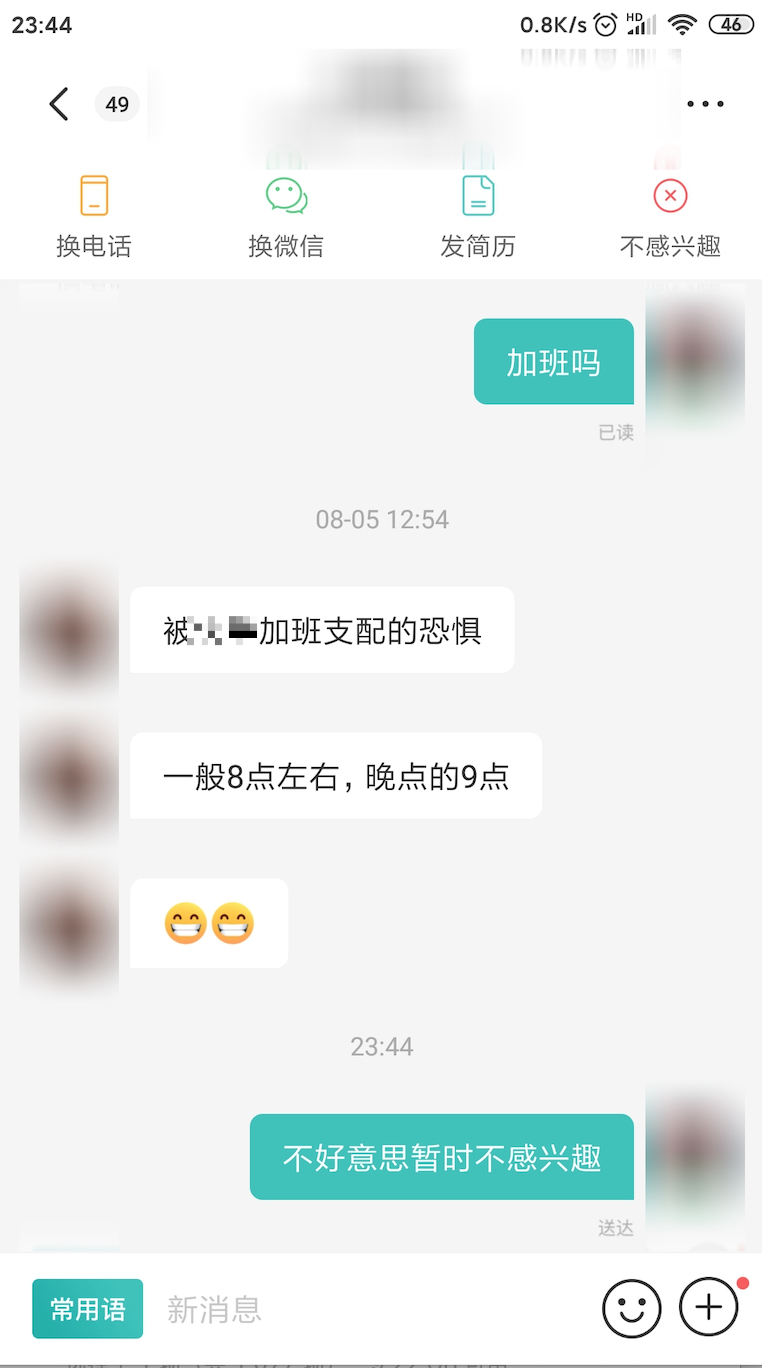 23:44
0.8K/s
HD
46
49
换电话
换微信
发简历
不感兴趣
加班吗
已读
08-05 12:54
被加班支配的恐惧
一般8点左右，晚点的9点
23:44
不好意思暂时不感兴趣
送达
常用语
新消息